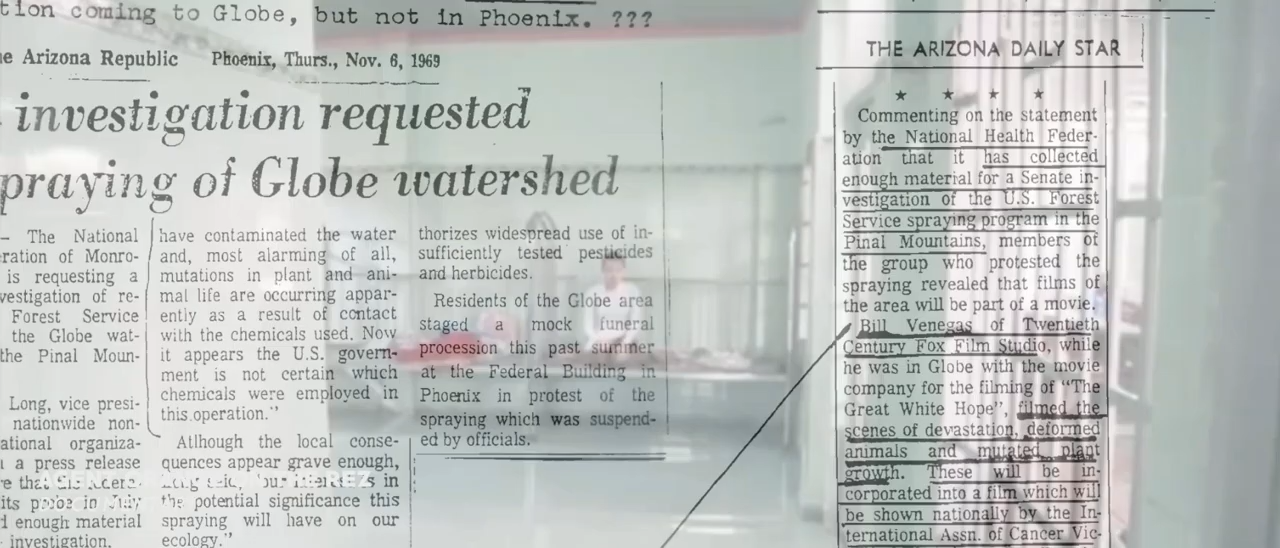 tion coming to Globe, but not in Phoenix. ???
e Arizona Republic Phoenix, Thurs., Nov. 6, 1969
investigation requested
praying of Globe watershed
— The National
ration of Monro-
is requesting a
vestigation of re-
Forest Service
the Globe wat-
the Pinal Moun-
Long, vice presi-
nationwide non-
ational organiza-
a press release
its probe in July
d enough material
investigation.
have contaminated the water
and, most alarming of all,
mutations in plant and ani-
mal life are occurring appar-
ently as a result of contact
with the chemicals used. Now
it appears the U.S. govern-
ment is not certain which
chemicals were employed in
this operation."
Atlhough the local conse-
quences appear grave enough,
in
the potential significance this
spraying will have on our
ecology."
thorizes widespread use of in-
sufficiently tested pesticides
and herbicides.
Residents of the Globe area
staged a mock funeral
procession this past summer
at the Federal Building in
Phoenix in protest of the
spraying which was suspend-
ed by officials.
THE ARIZONA DAILY STAR
★ ★ ★ ★
Commenting on the statement
by the National Health Feder-
ation that it has collected
enough material for a Senate in-
vestigation of the U.S. Forest
Service spraying program in the
Pinal Mountains, members of
the group who protested the
spraying revealed that films of
the area will be part of a movie.
Bill Venegas of Twentieth
Century Fox Film Studio, while
he was in Globe with the movie
company for the filming of "The
Great White Hope", filmed the
scenes of devastation, deformed
animals and mutated plant
growth. These will be in-
corporated into a film which will
be shown nationally by the In-
ternational Assn. of Cancer Vic-